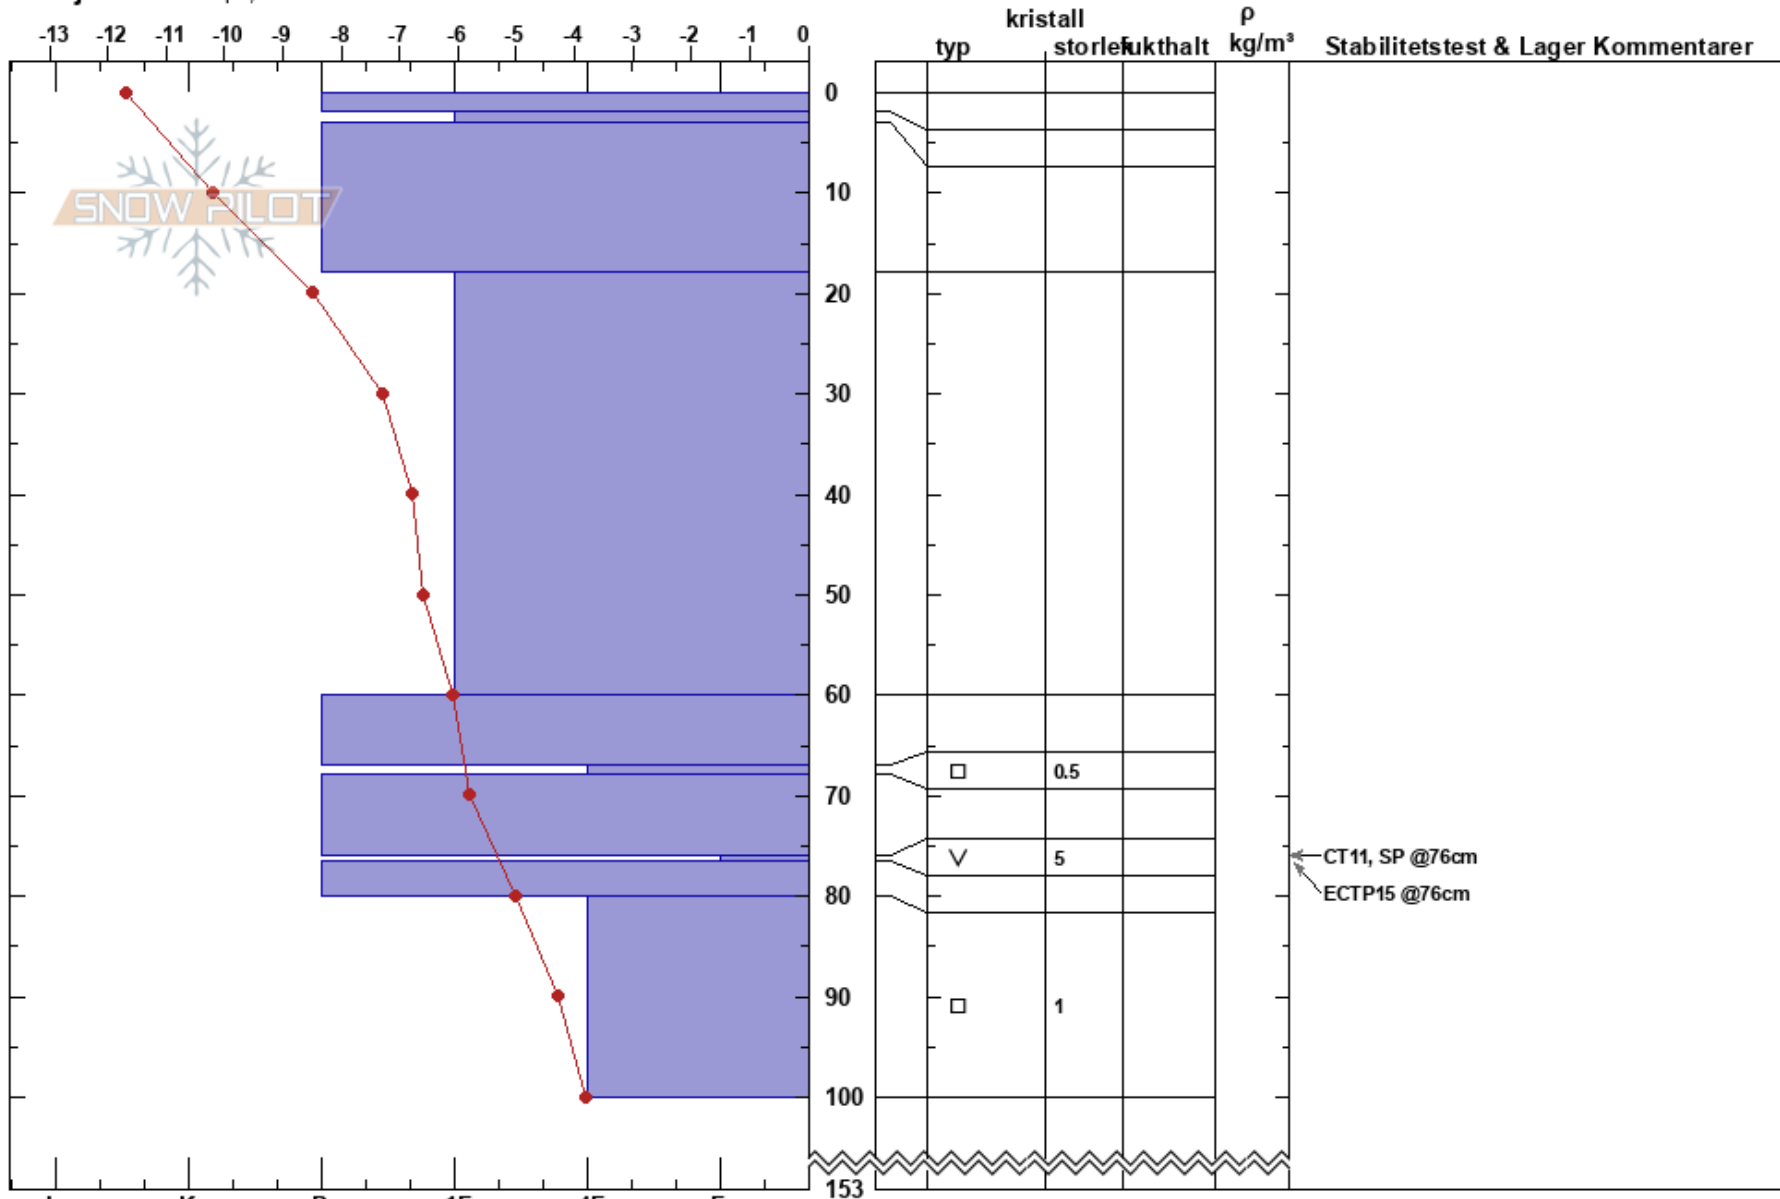 -13 -12 -11 -10 -9 -8 -7 -6 -5 -4 -3 -2 -1 0
kristall
ρ
typ storlek fukthalt kg/m³ Stabilitetstest & Lager Kommentarer
0
SNOW PILOT
10
20
30
40
50
60
0.5
70
5
CT11, SP @76cm
80
ECTP15 @76cm
90
1
100
153